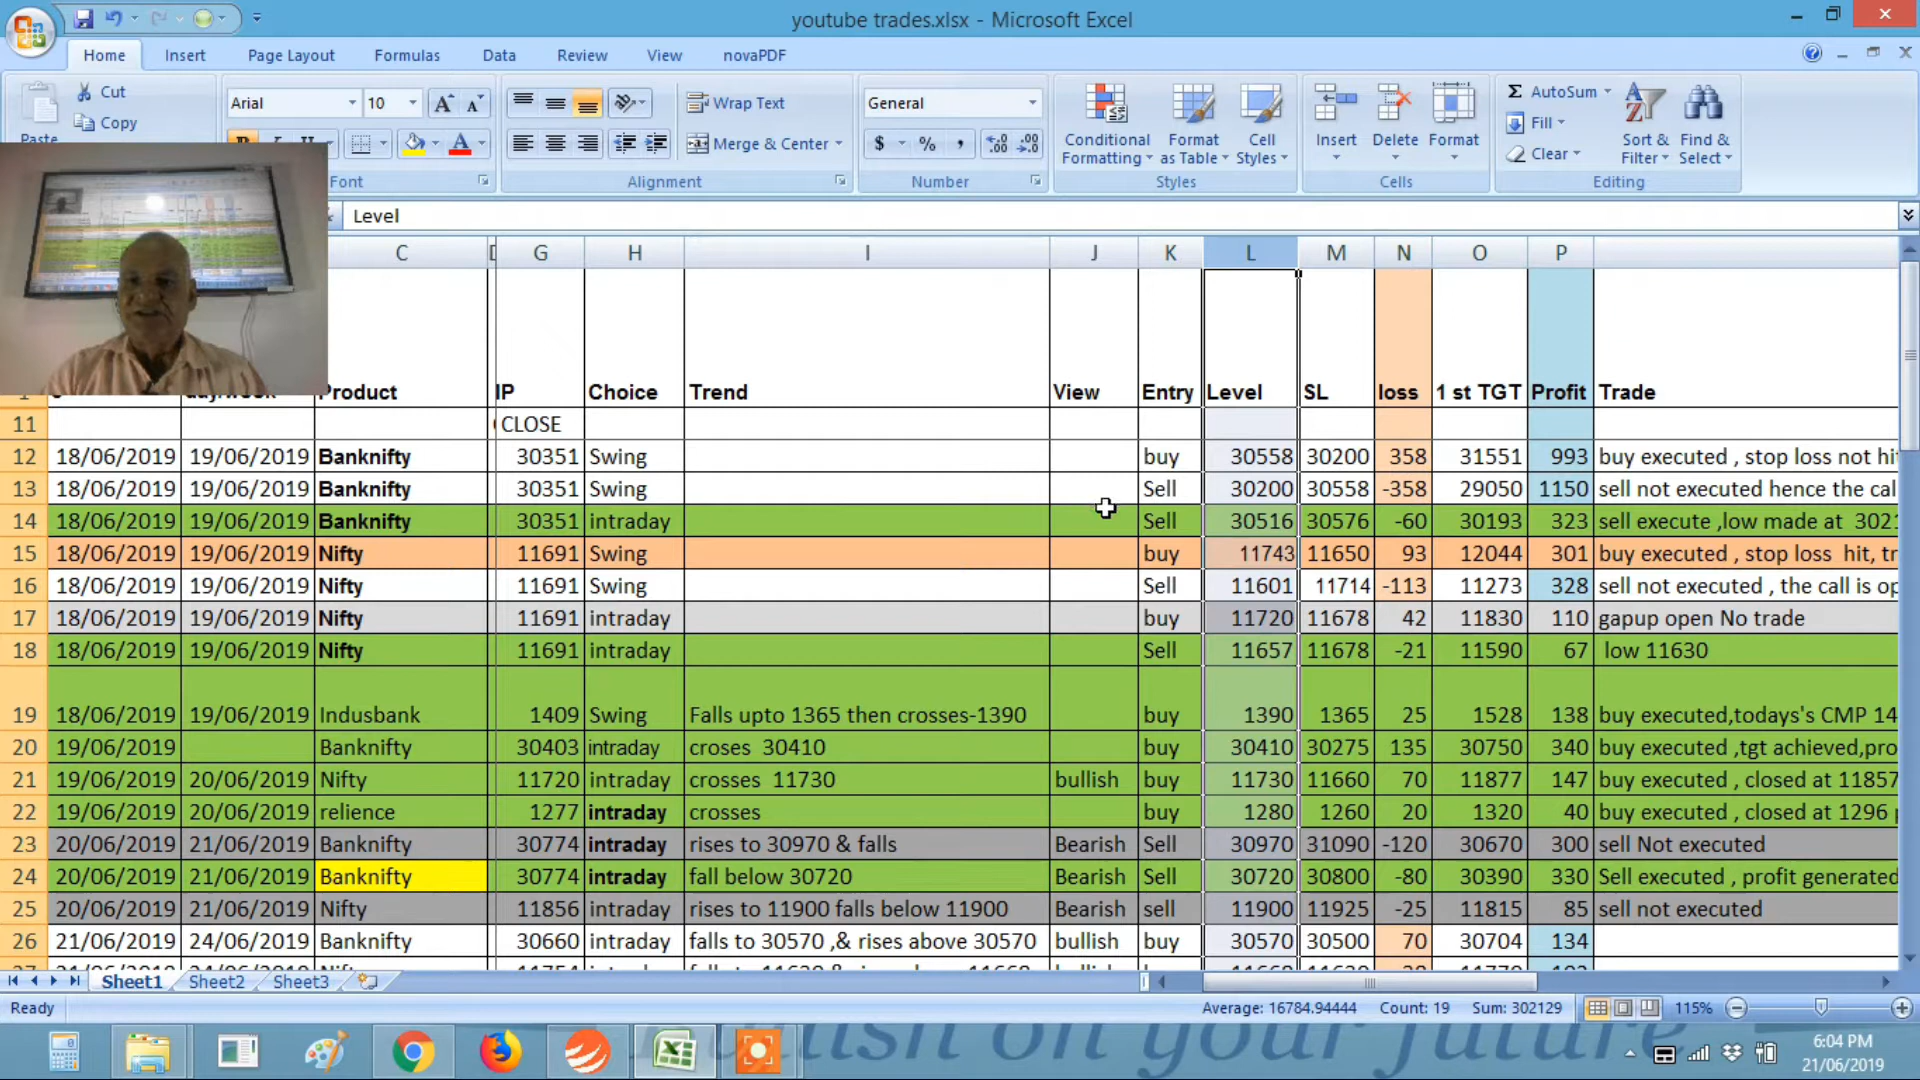 youtube trades.xlsx - Microsoft Excel
Home Insert Page Layout Formulas Data Review View novaPDF
Cut
Copy
Paste
Arial 10
Wrap Text
Merge & Center
General
$ % ,
Conditional Formatting
Format as Table
Cell Styles
Insert Delete Format
AutoSum
Fill
Clear
Sort & Filter
Find & Select
Font Alignment Number Styles Cells Editing
Level
C G H I J K L M N O P
Product IP Choice Trend View Entry Level SL loss 1 st TGT Profit Trade
11 CLOSE
12 18/06/2019 19/06/2019 Banknifty 30351 Swing buy 30558 30200 358 31551 993 buy executed , stop loss not hit
13 18/06/2019 19/06/2019 Banknifty 30351 Swing Sell 30200 30558 -358 29050 1150 sell not executed hence the cal
14 18/06/2019 19/06/2019 Banknifty 30351 intraday Sell 30516 30576 -60 30193 323 sell execute ,low made at 3021
15 18/06/2019 19/06/2019 Nifty 11691 Swing buy 11743 11650 93 12044 301 buy executed , stop loss hit, tr
16 18/06/2019 19/06/2019 Nifty 11691 Swing Sell 11601 11714 -113 11273 328 sell not executed , the call is op
17 18/06/2019 19/06/2019 Nifty 11691 intraday buy 11720 11678 42 11830 110 gapup open No trade
18 18/06/2019 19/06/2019 Nifty 11691 intraday Sell 11657 11678 -21 11590 67 low 11630
19 18/06/2019 19/06/2019 Indusbank 1409 Swing Falls upto 1365 then crosses-1390 buy 1390 1365 25 1528 138 buy executed,todays's CMP 14
20 19/06/2019 Banknifty 30403 intraday croses 30410 buy 30410 30275 135 30750 340 buy executed ,tgt achieved,pro
21 19/06/2019 20/06/2019 Nifty 11720 intraday crosses 11730 bullish buy 11730 11660 70 11877 147 buy executed , closed at 11857
22 19/06/2019 20/06/2019 relience 1277 intraday crosses buy 1280 1260 20 1320 40 buy executed , closed at 1296 p
23 20/06/2019 21/06/2019 Banknifty 30774 intraday rises to 30970 & falls Bearish Sell 30970 31090 -120 30670 300 sell Not executed
24 20/06/2019 21/06/2019 Banknifty 30774 intraday fall below 30720 Bearish Sell 30720 30800 -80 30390 330 Sell executed , profit generated
25 20/06/2019 21/06/2019 Nifty 11856 intraday rises to 11900 falls below 11900 Bearish sell 11900 11925 -25 11815 85 sell not executed
26 21/06/2019 24/06/2019 Banknifty 30660 intraday falls to 30570 ,& rises above 30570 bullish buy 30570 30500 70 30704 134
Sheet1 Sheet2 Sheet3
Ready Average: 16784.94444 Count: 19 Sum: 302129 115%
on your future
6:04 PM
21/06/2019